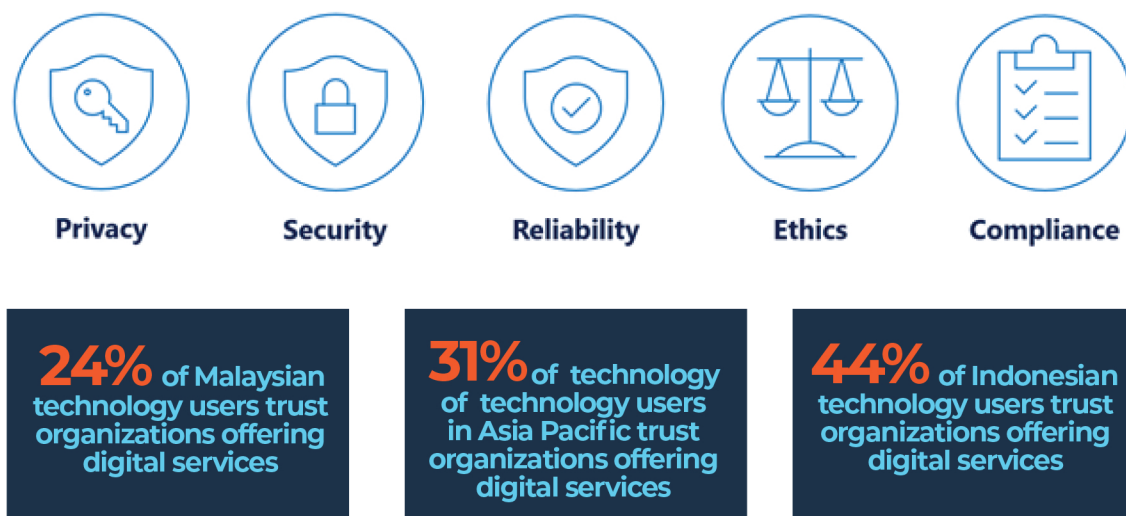 Privacy
Security
Reliability
Ethics
Compliance
24% of Malaysian
technology users trust
organizations offering
digital services
31% of technology
of technology users
in Asia Pacific trust
organizations offering
digital services
44% of Indonesian
technology users trust
organizations offering
digital services